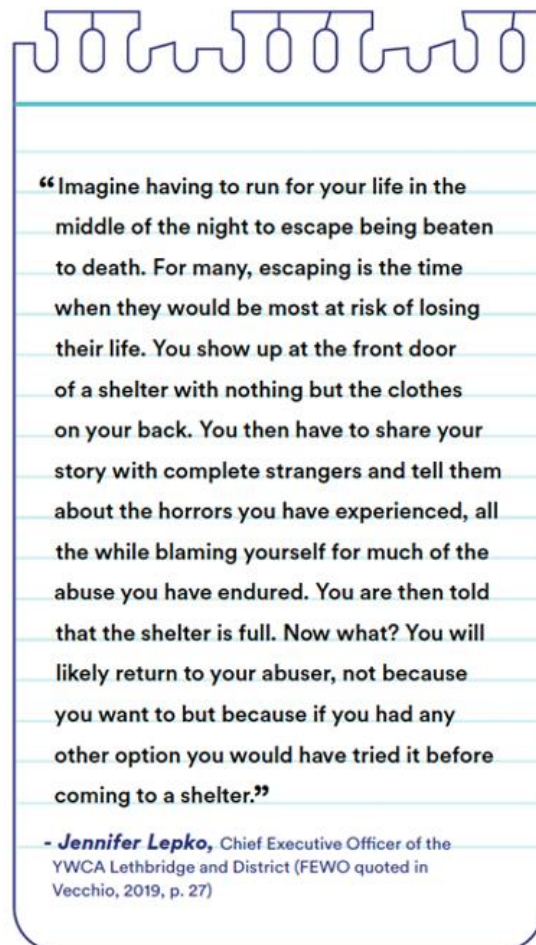 “Imagine having to run for your life in the
middle of the night to escape being beaten
to death. For many, escaping is the time
when they would be most at risk of losing
their life. You show up at the front door
of a shelter with nothing but the clothes
on your back. You then have to share your
story with complete strangers and tell them
about the horrors you have experienced, all
the while blaming yourself for much of the
abuse you have endured. You are then told
that the shelter is full. Now what? You will
likely return to your abuser, not because
you want to but because if you had any
other option you would have tried it before
coming to a shelter.”
- Jennifer Lepko, Chief Executive Officer of the
YWCA Lethbridge and District (FEWO quoted in
Vecchio, 2019, p. 27)